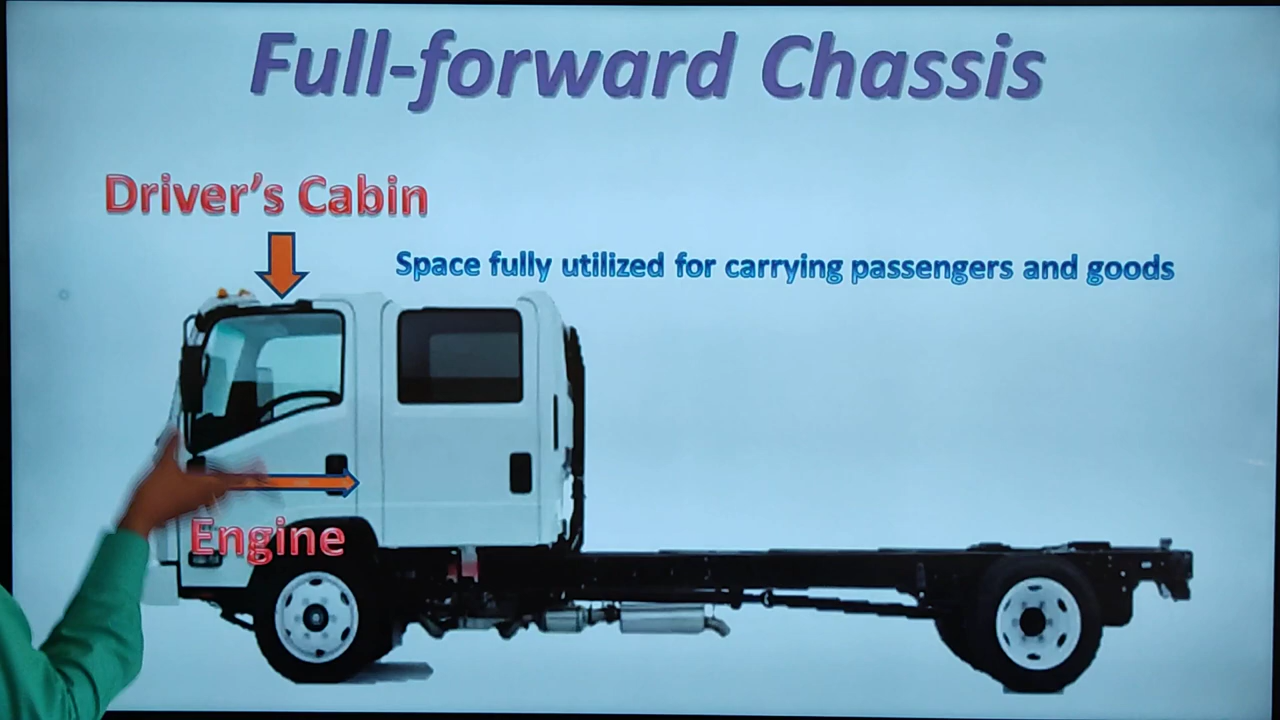 Full-forward Chassis
Driver's Cabin
Space fully utilized for carrying passengers and goods
Engine